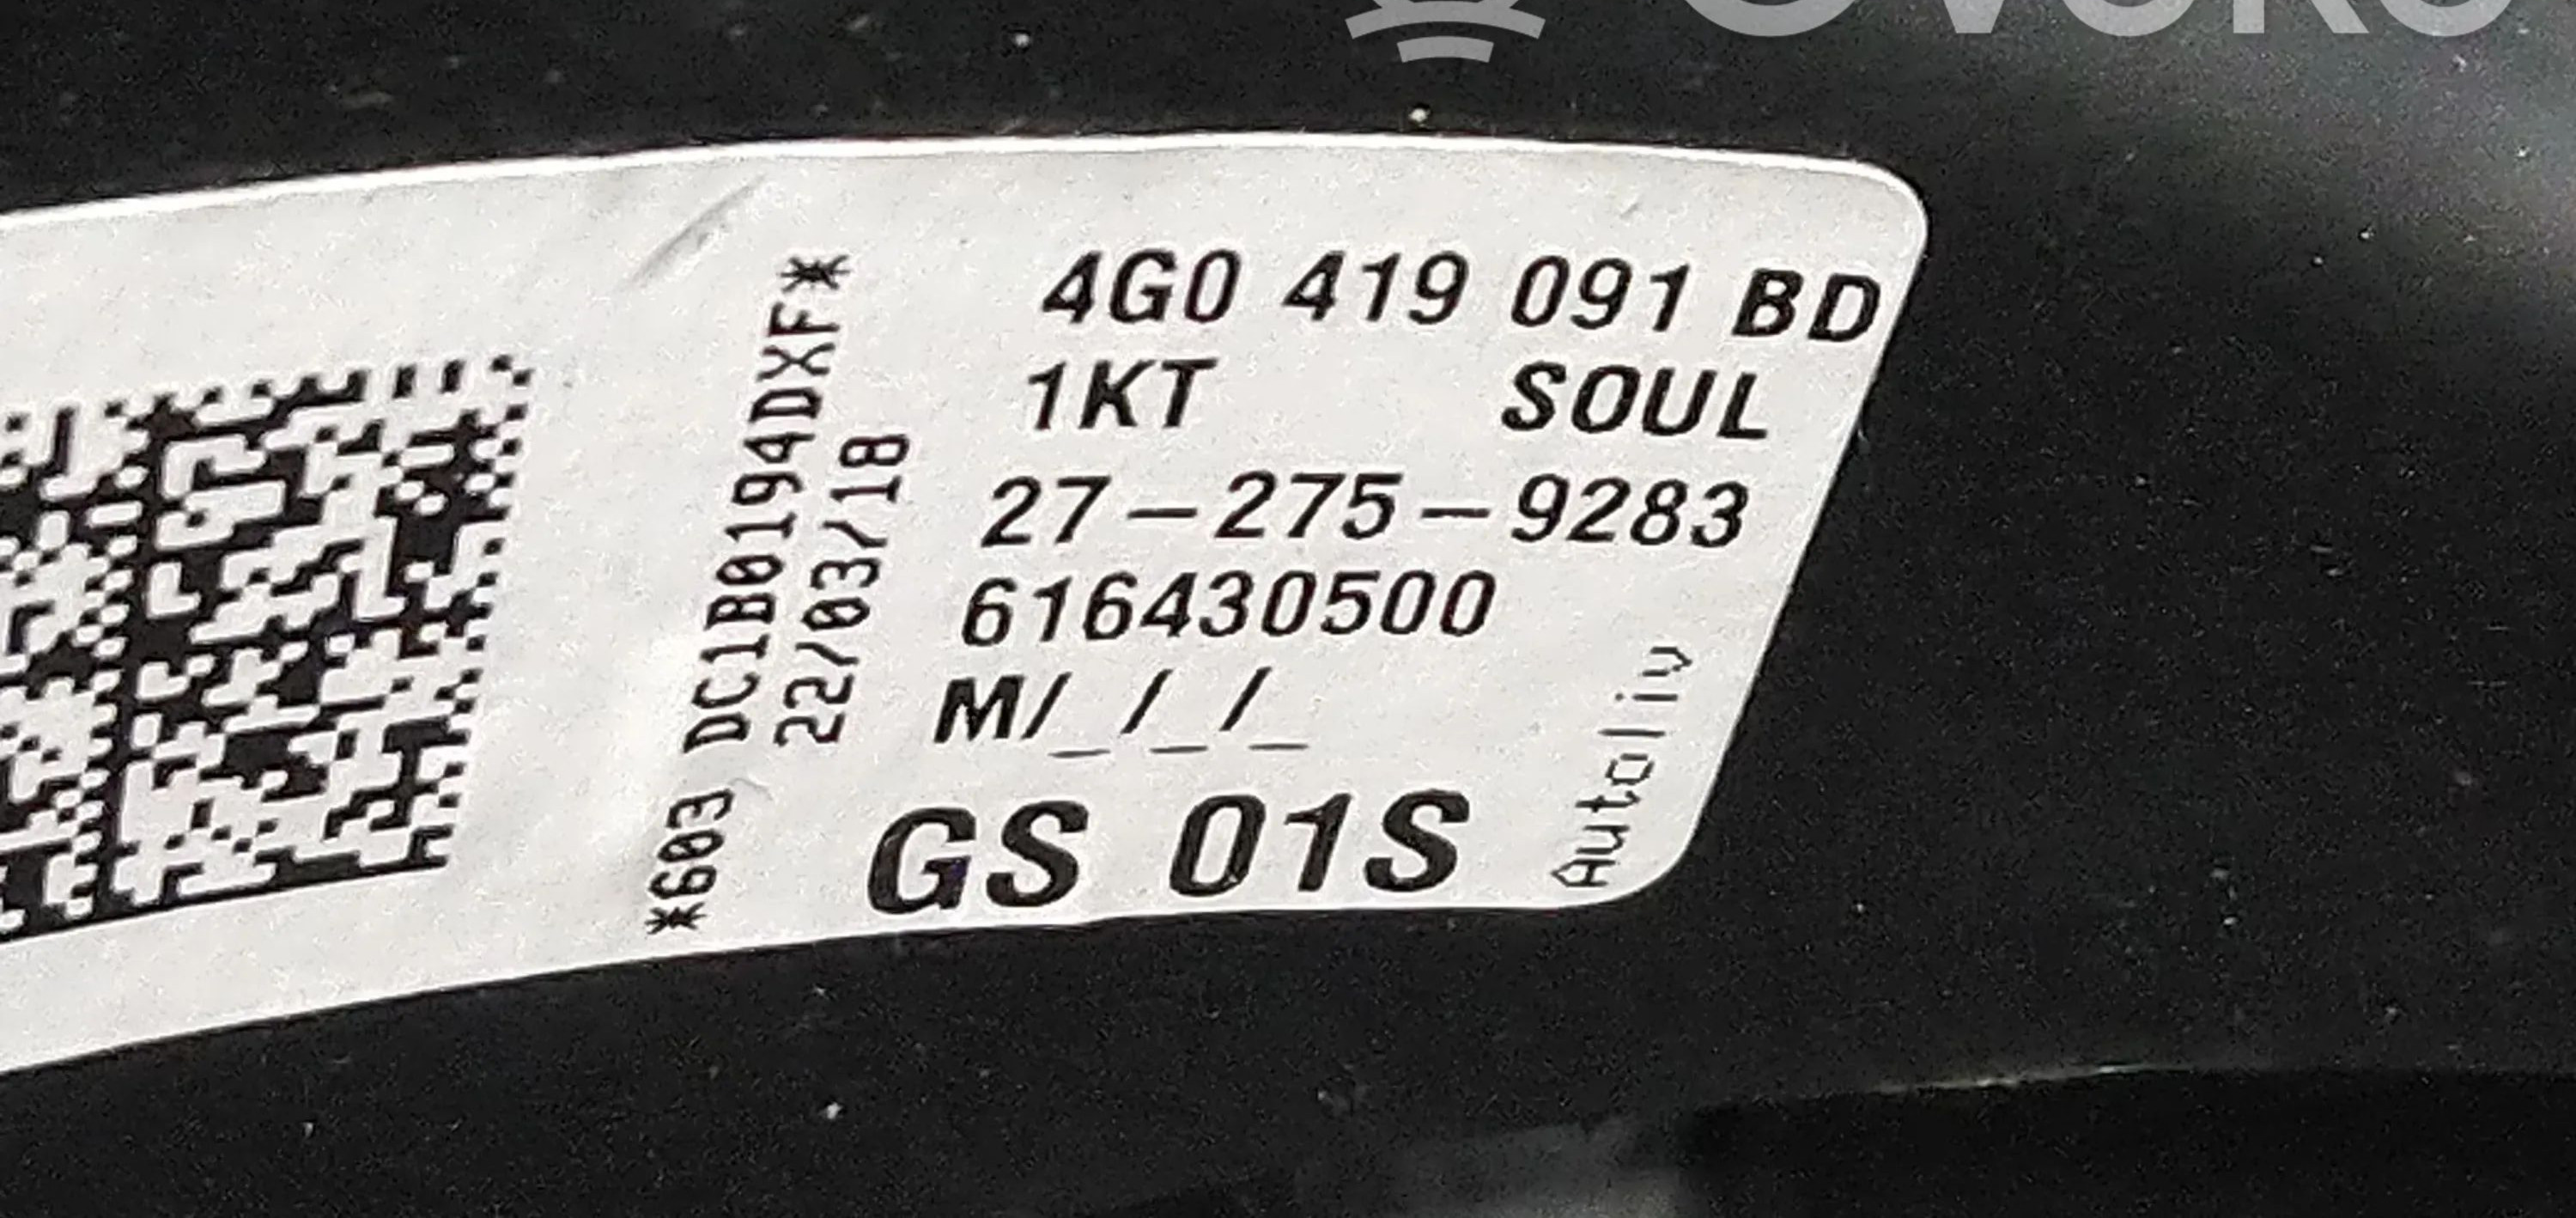 4G0 419 091 BD
1KT SOUL
27-275-9283
616430500
M/_/_/_
GS 01S
*603 DC1B0194DXF*
22/03/18
Autoliv